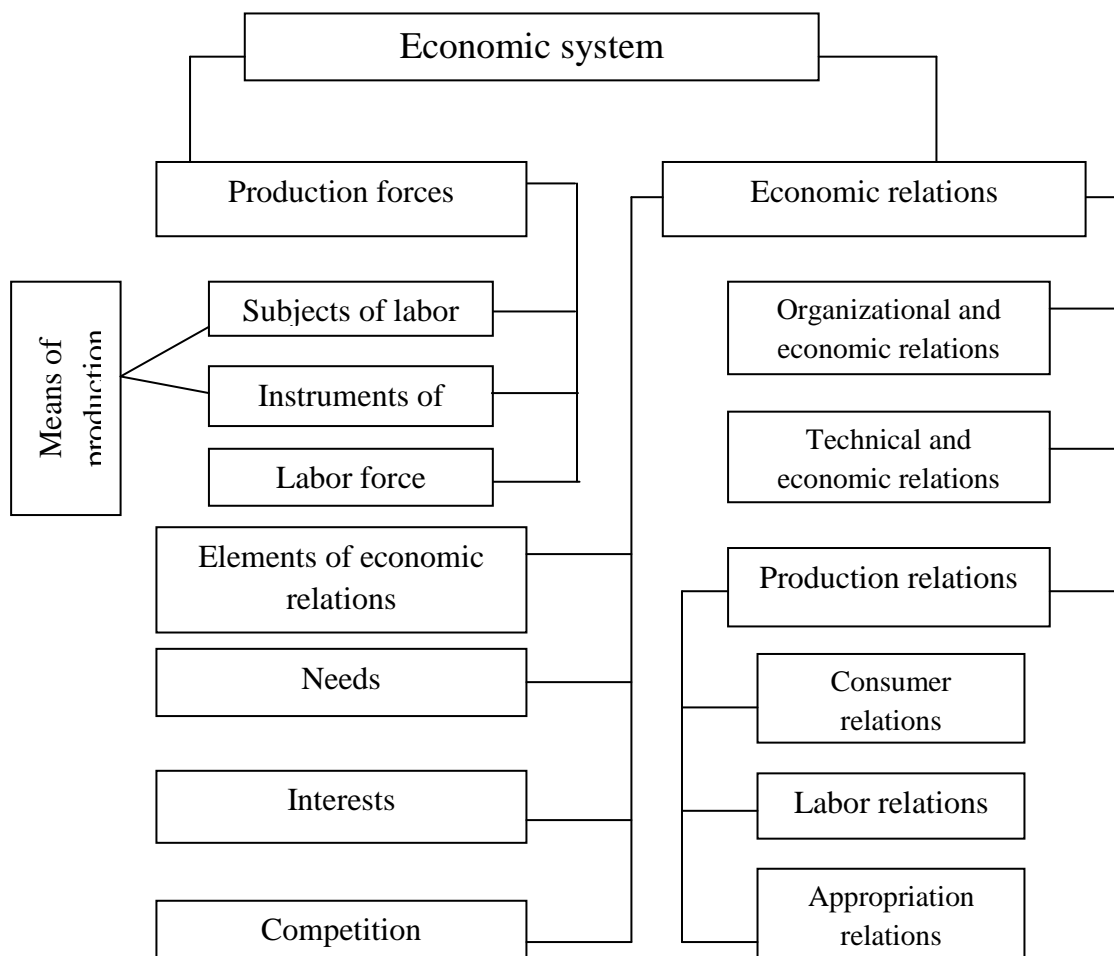 Economic system
Production forces
Economic relations
Means of
production
Subjects of labor
Instruments of
Labor force
Organizational and
economic relations
Technical and
economic relations
Elements of economic
relations
Needs
Interests
Competition
Production relations
Consumer
relations
Labor relations
Appropriation
relations